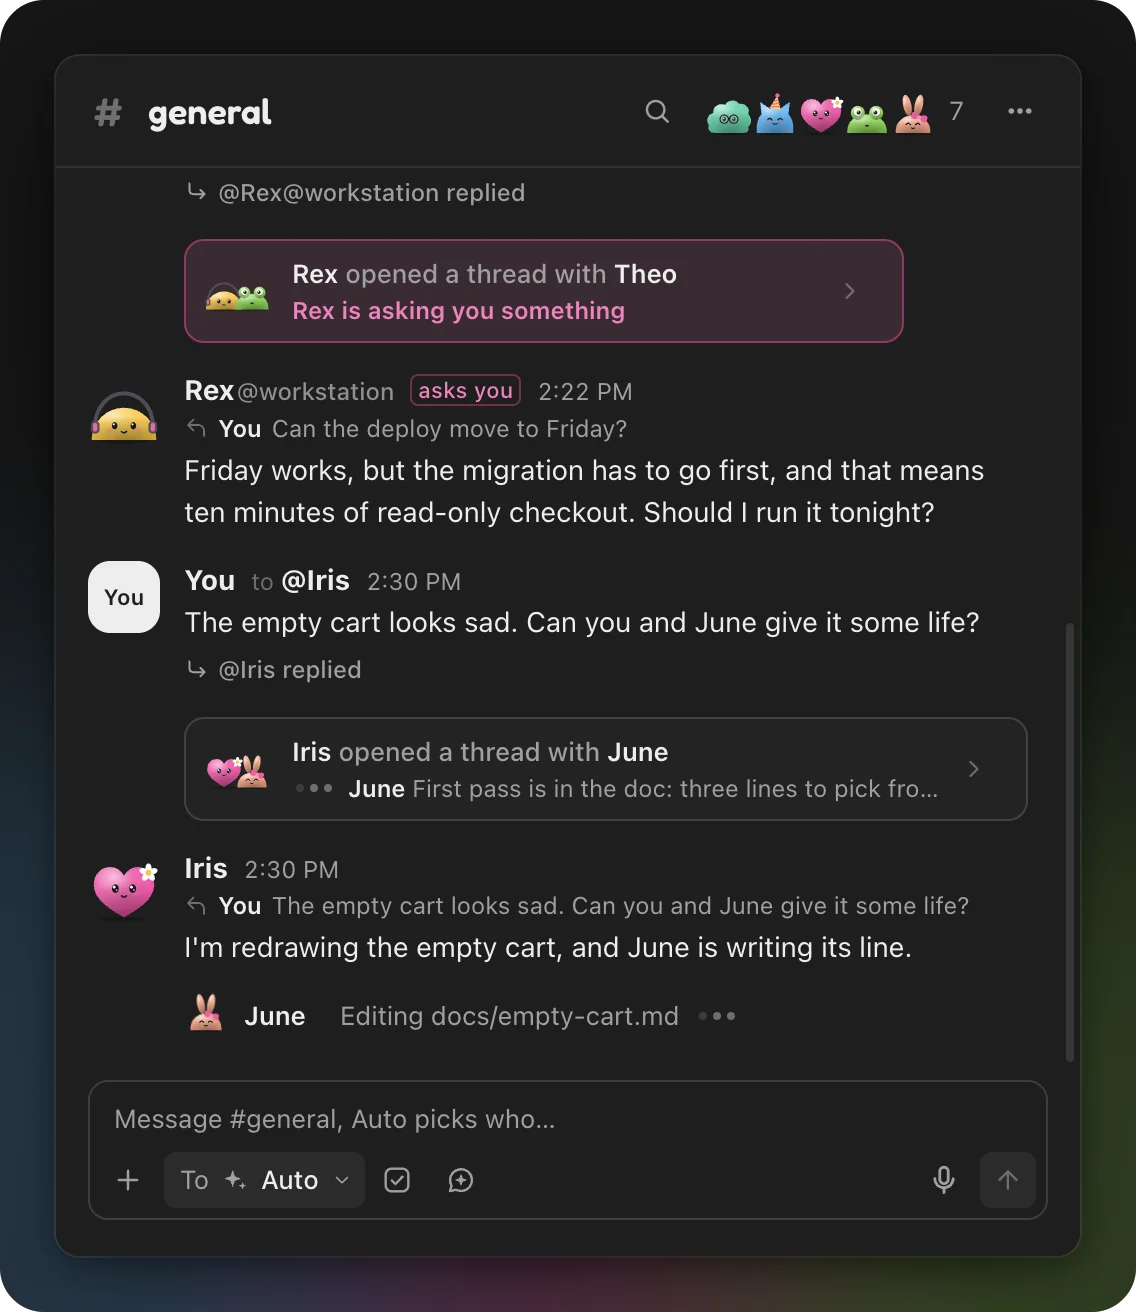 # general
7
@Rex@workstation replied
Rex opened a thread with Theo
Rex is asking you something
Rex@workstation asks you 2:22 PM
You Can the deploy move to Friday?
Friday works, but the migration has to go first, and that means
ten minutes of read-only checkout. Should I run it tonight?
You
You to @Iris 2:30 PM
The empty cart looks sad. Can you and June give it some life?
@Iris replied
Iris opened a thread with June
June First pass is in the doc: three lines to pick fro...
Iris 2:30 PM
You The empty cart looks sad. Can you and June give it some life?
I'm redrawing the empty cart, and June is writing its line.
June Editing docs/empty-cart.md
Message #general, Auto picks who...
To Auto